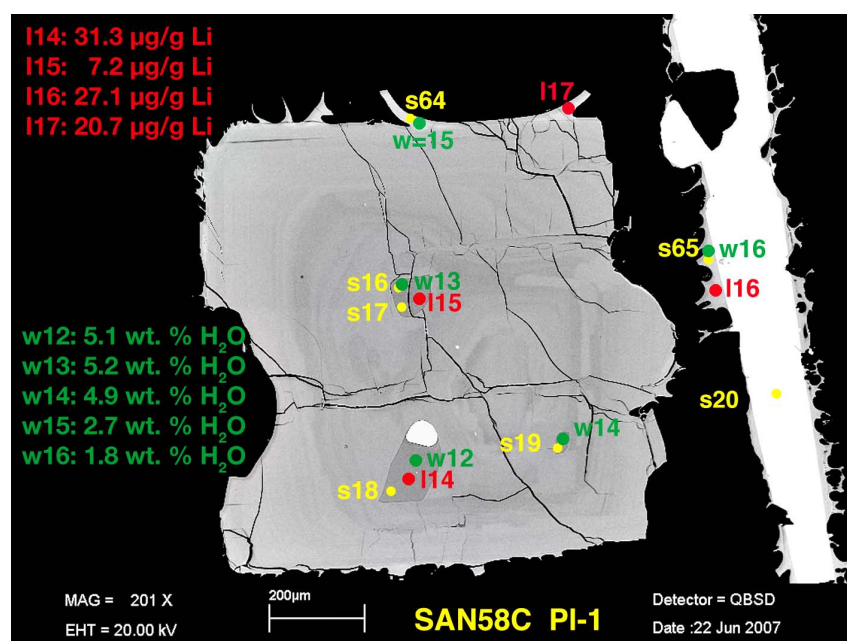 l14: 31.3 µg/g Li
l15: 7.2 µg/g Li
l16: 27.1 µg/g Li
l17: 20.7 µg/g Li
s64
l17
w=15
s65
w16
s16
w13
l15
l16
s17
w12: 5.1 wt. % H₂O
w13: 5.2 wt. % H₂O
w14: 4.9 wt. % H₂O
w15: 2.7 wt. % H₂O
w16: 1.8 wt. % H₂O
s20
w14
s19
w12
l14
s18
MAG = 201 X
200µm
SAN58C Pl-1
Detector = QBSD
EHT = 20.00 kV
Date :22 Jun 2007